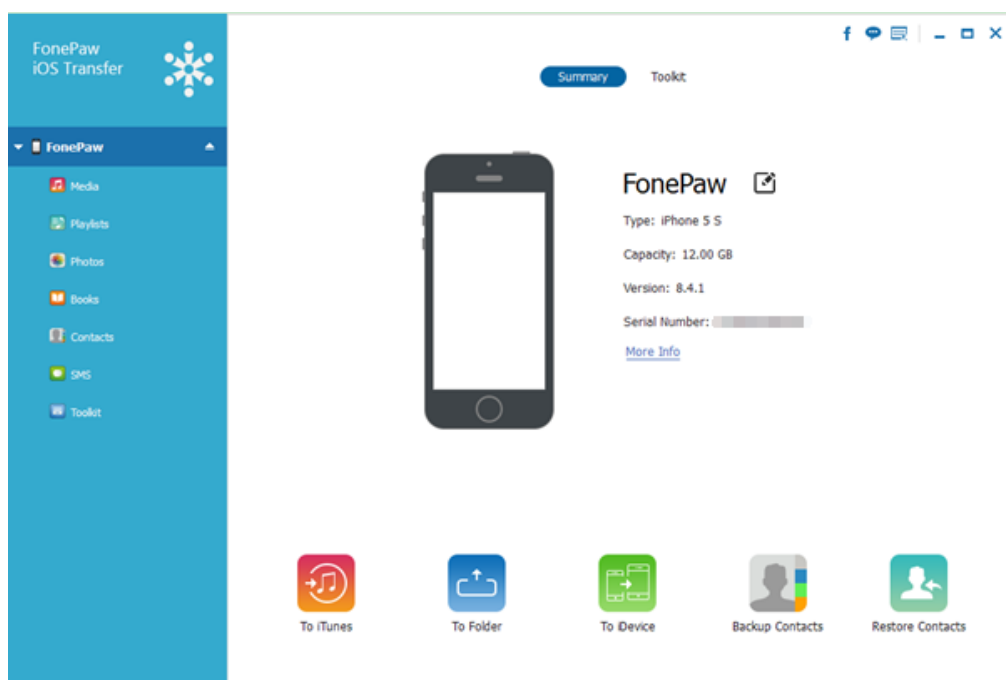 FonePaw
iOS Transfer
Summary
Toolkit
FonePaw
Media
Playlists
Photos
Books
Contacts
SMS
Toolkit
FonePaw
Type: iPhone 5 S
Capacity: 12.00 GB
Version: 8.4.1
Serial Number:
More Info
To iTunes
To Folder
To iDevice
Backup Contacts
Restore Contacts